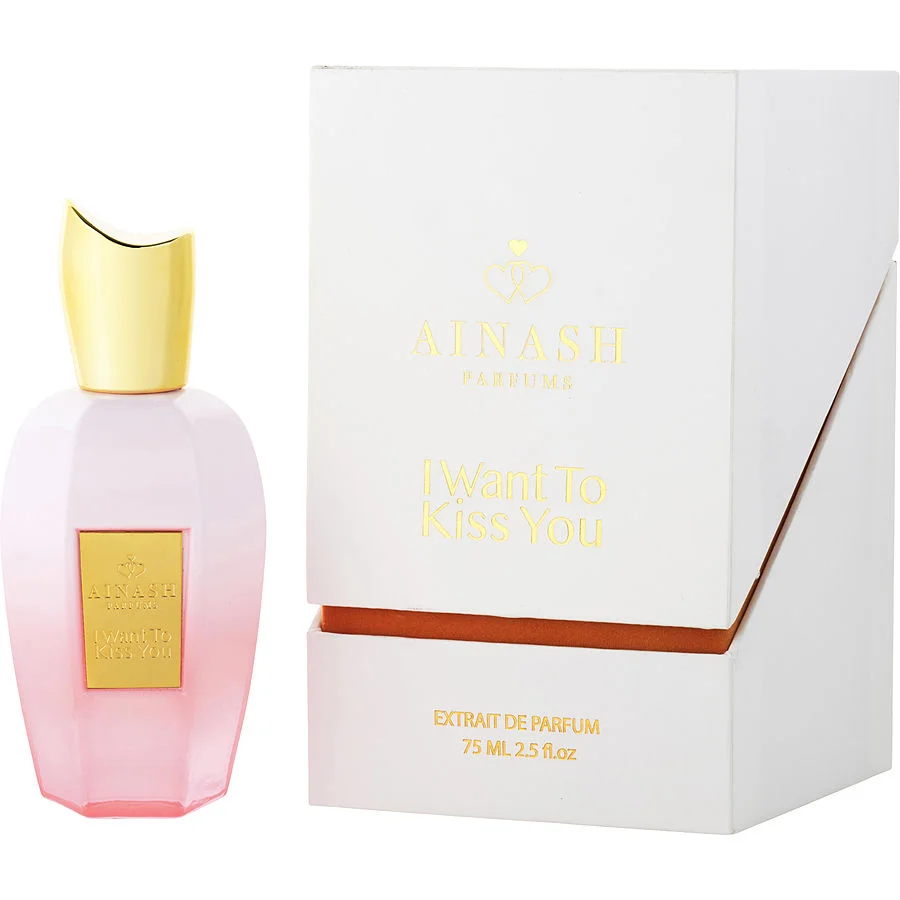 AINASH
PARFUMS
I Want To
Kiss You
AINASH
PARFUMS
I Want To
Kiss You
EXTRAIT DE PARFUM
75 ML 2.5 fl.oz